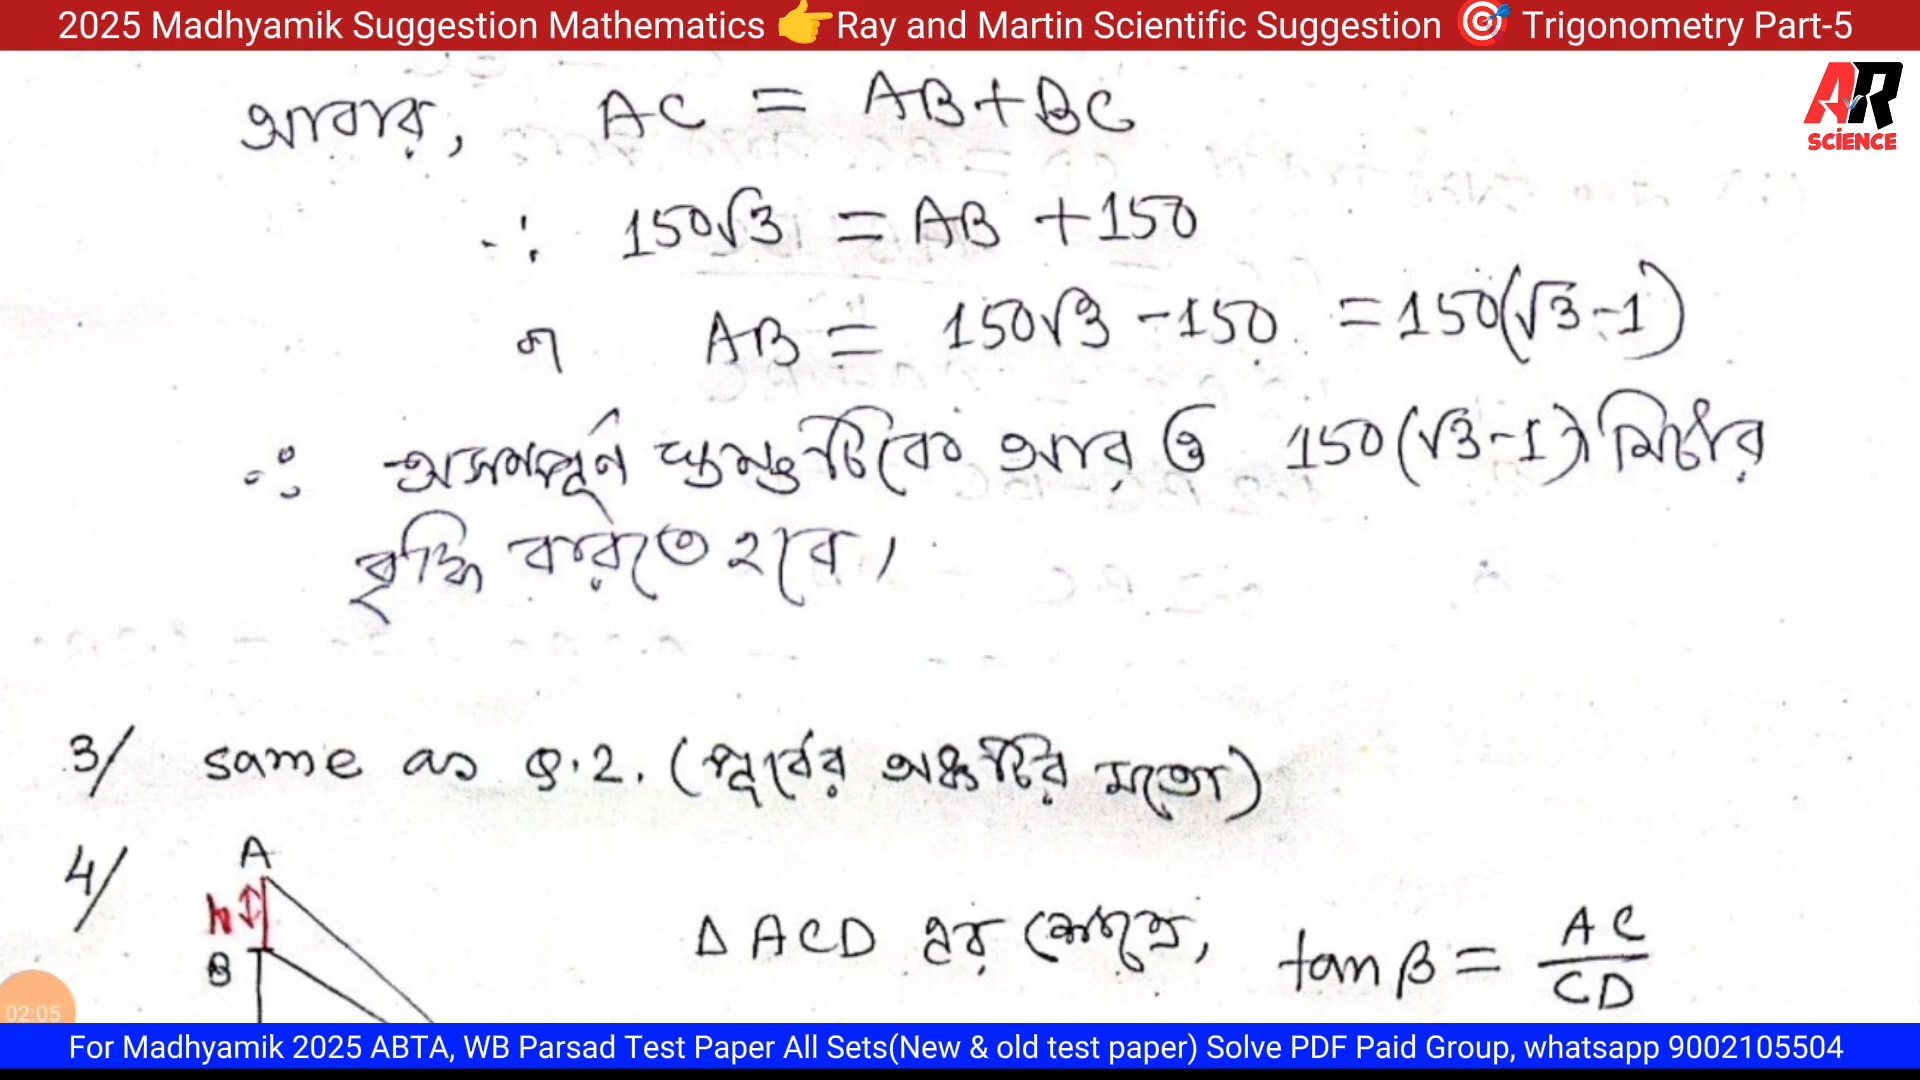 2025 Madhyamik Suggestion Mathematics 👉Ray and Martin Scientific Suggestion 🎯 Trigonometry Part-5
AR
SCIENCE
আবার, AC = AB+BC
∴ 150√3 = AB +150
বা AB = 150√3 -150 = 150(√3-1)
∴ অসম্পূর্ন স্তম্ভটিকে আর ও 150(√3-1) মিটার
বৃদ্ধি করতে হবে।
3/ same as Q.2. (পূর্বের অঙ্কটির মতো)
4/
A
h
B
Δ ACD এর ক্ষেত্রে, tan β = AC/CD
02:05
For Madhyamik 2025 ABTA, WB Parsad Test Paper All Sets(New & old test paper) Solve PDF Paid Group, whatsapp 9002105504